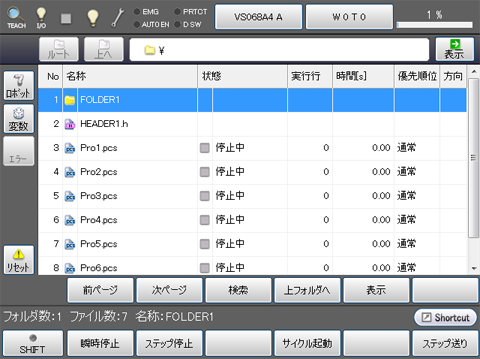 TEACH I/O EMG PRTCT AUTO EN D-SW VS068A4 A W 0 T 0 1 %
ルート 上へ ¥ 表示
No 名称 状態 実行行 時間[s] 優先順位 方向
1 FOLDER1
2 HEADER1.h
3 Pro1.pcs 停止中 0 0.00 通常
4 Pro2.pcs 停止中 0 0.00 通常
5 Pro3.pcs 停止中 0 0.00 通常
6 Pro4.pcs 停止中 0 0.00 通常
7 Pro5.pcs 停止中 0 0.00 通常
8 Pro6.pcs 停止中 0 0.00 通常
ロボット
変数
エラー
リセット
前ページ 次ページ 検索 上フォルダへ 表示
フォルダ数:1 ファイル数:7 名称:FOLDER1 Shortcut
SHIFT 瞬時停止 ステップ停止 サイクル起動 ステップ送り